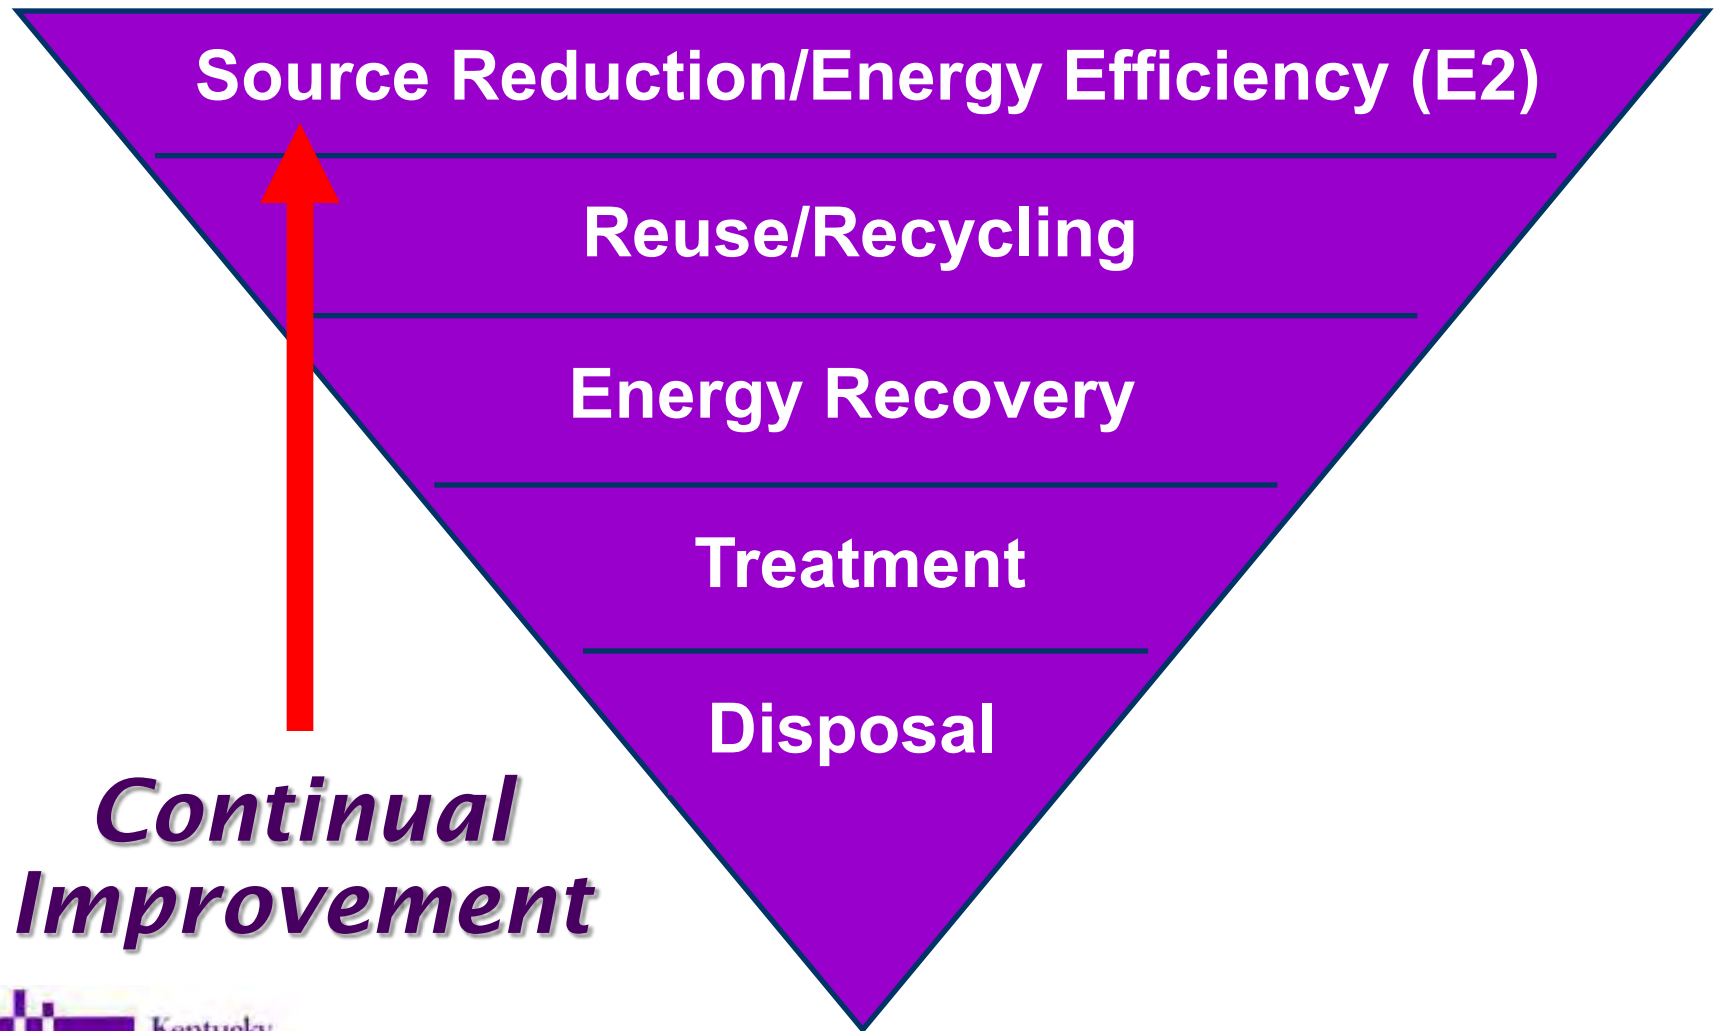 Source Reduction/Energy Efficiency (E2)
Reuse/Recycling
Energy Recovery
Treatment
Disposal
Continual
Improvement